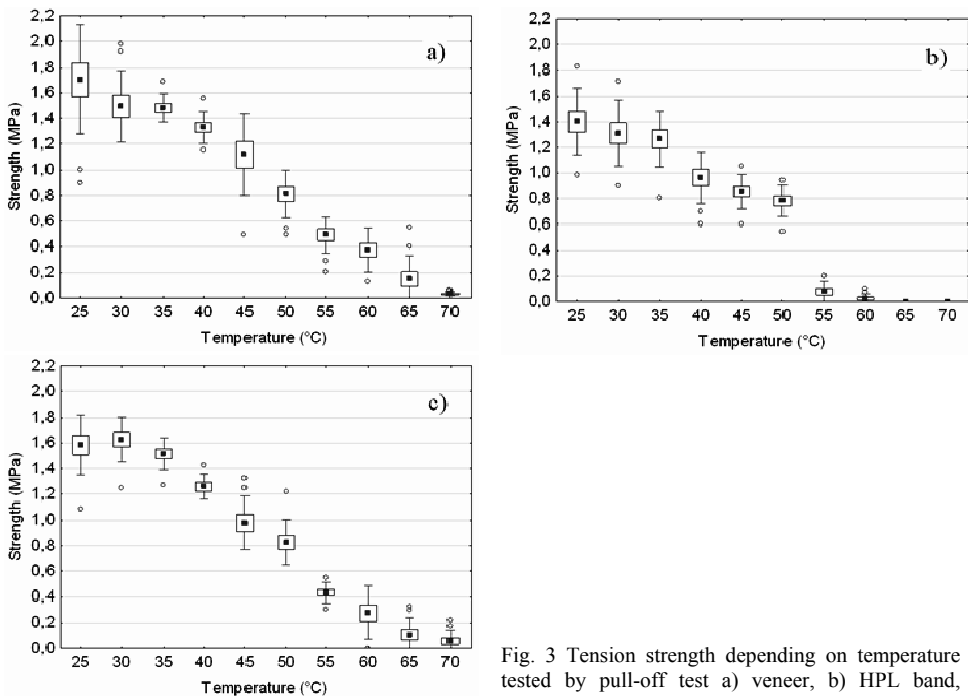 2,2
2,0
1,8
1,6
1,4
1,2
1,0
0,8
0,6
0,4
0,2
0,0
Strength (MPa)
a)
25 30 35 40 45 50 55 60 65 70
Temperature (°C)
2,2
2,0
1,8
1,6
1,4
1,2
1,0
0,8
0,6
0,4
0,2
0,0
Strength (MPa)
b)
25 30 35 40 45 50 55 60 65 70
Temperature (°C)
2,2
2,0
1,8
1,6
1,4
1,2
1,0
0,8
0,6
0,4
0,2
0,0
Strength (MPa)
c)
25 30 35 40 45 50 55 60 65 70
Temperature (°C)
Fig. 3 Tension strength depending on temperature
tested by pull-off test a) veneer, b) HPL band,